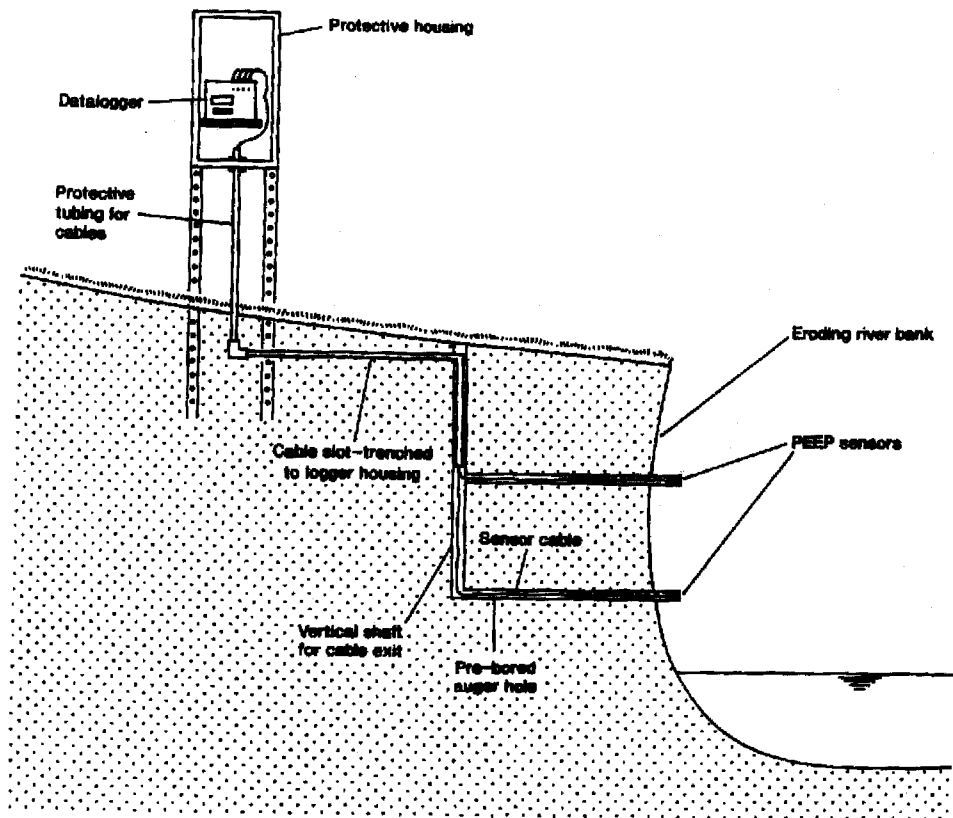 Protective housing
Datalogger
Protective
tubing for
cables
Eroding river bank
PEEP sensors
Cable slot-trenched
to logger housing
Sensor cable
Vertical shaft
for cable exit
Pre-bored
auger hole